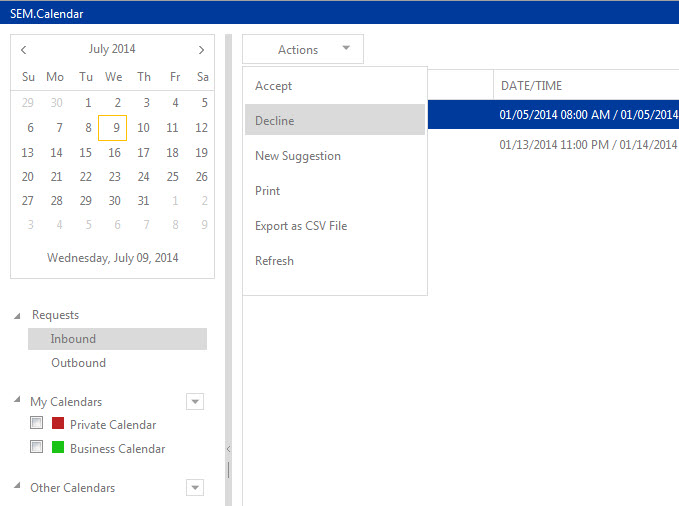 SEM.Calendar
July 2014
Su Mo Tu We Th Fr Sa
29 30 1 2 3 4 5
6 7 8 9 10 11 12
13 14 15 16 17 18 19
20 21 22 23 24 25 26
27 28 29 30 31 1 2
3 4 5 6 7 8 9
Wednesday, July 09, 2014
Requests
Inbound
Outbound
My Calendars
Private Calendar
Business Calendar
Other Calendars
Actions
Accept
Decline
New Suggestion
Print
Export as CSV File
Refresh
DATE/TIME
01/05/2014 08:00 AM / 01/05/2014
01/13/2014 11:00 PM / 01/14/2014